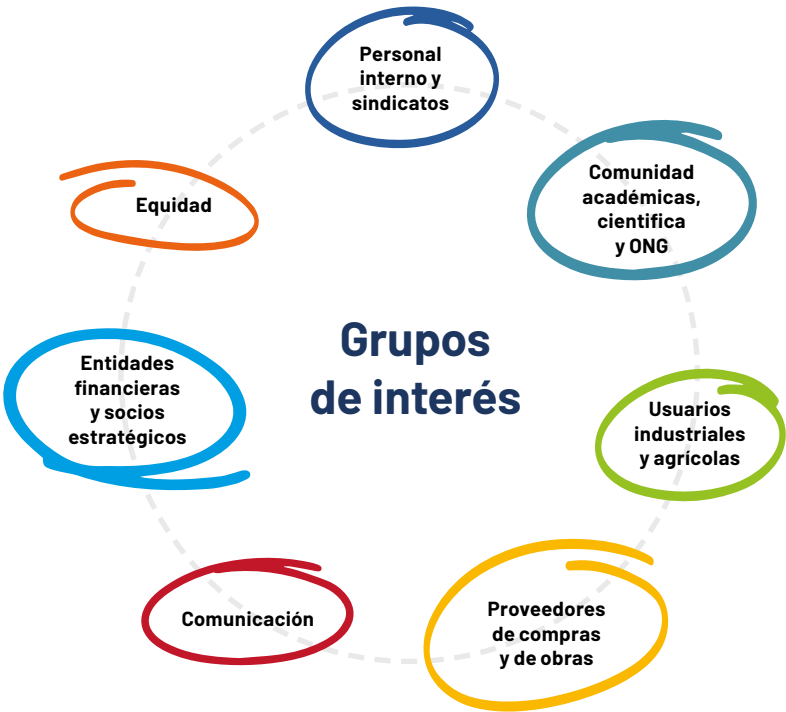 Personal
interno y
sindicatos
Comunidad
académicas,
cientifica
y ONG
Equidad
Grupos
de interés
Entidades
financieras
y socios
estratégicos
Usuarios
industriales
y agrícolas
Comunicación
Proveedores
de compras
y de obras